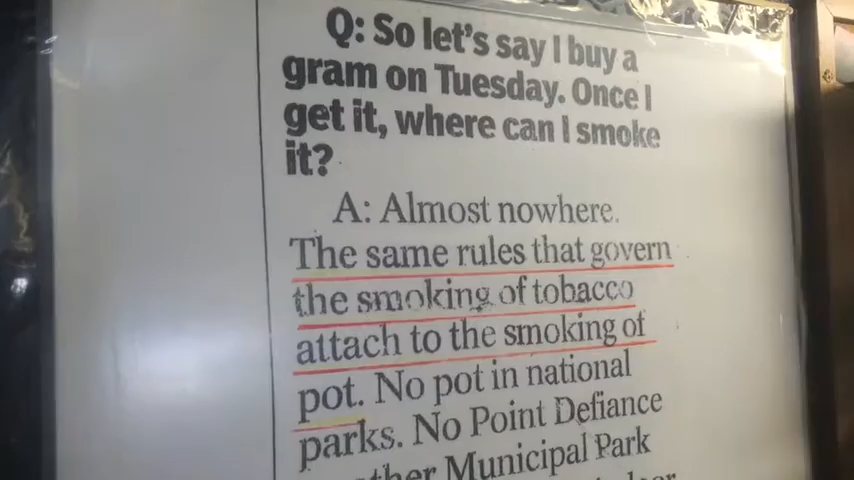 Q: So let's say I buy a
gram on Tuesday. Once I
get it, where can I smoke
it?
A: Almost nowhere.
The same rules that govern
the smoking of tobacco
attach to the smoking of
pot. No pot in national
parks. No Point Defiance
Municipal Park